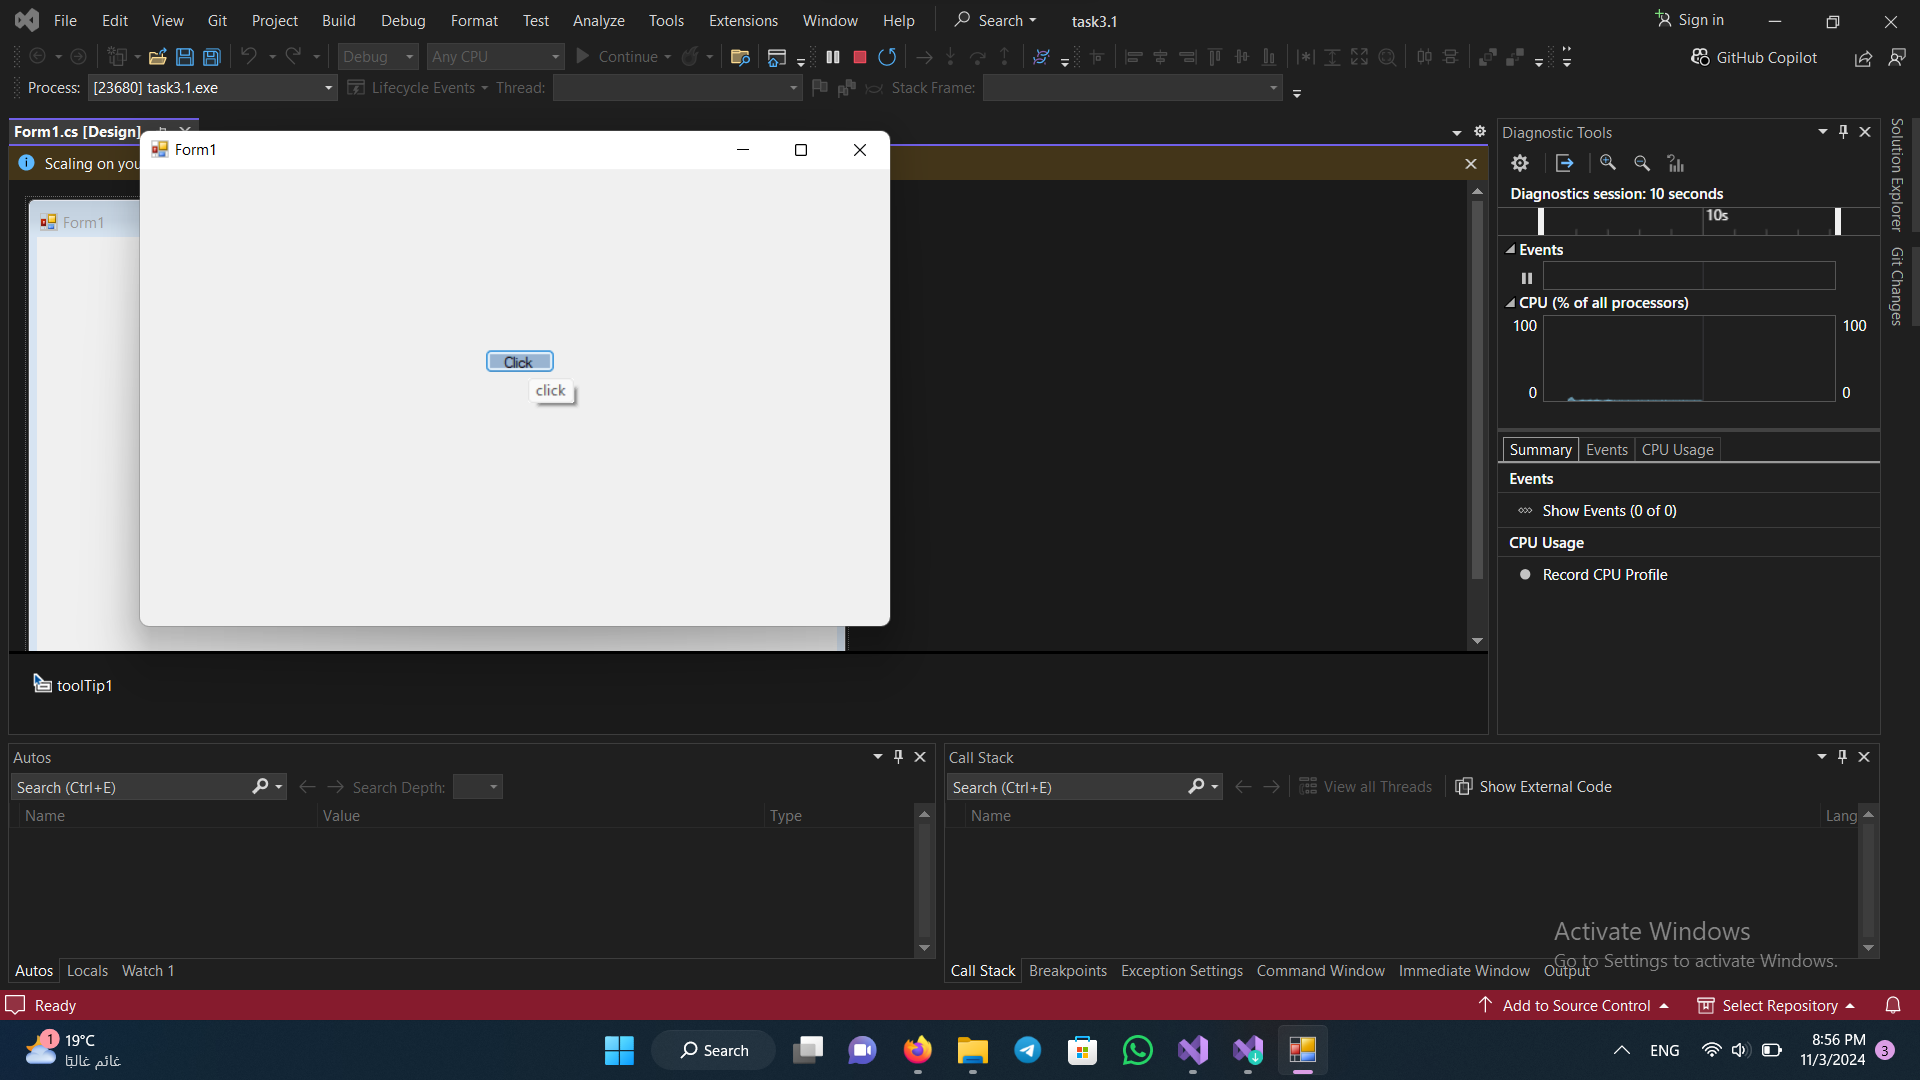 File Edit View Git Project Build Debug Format Test Analyze Tools Extensions Window Help Search task3.1 Sign in
Debug Any CPU Continue GitHub Copilot
Process: [23680] task3.1.exe Lifecycle Events Thread: Stack Frame:
Form1.cs [Design]
Scaling on you
Form1
Form1
Click
click
toolTip1
Diagnostic Tools
Diagnostics session: 10 seconds
10s
Events
CPU (% of all processors)
100 100
0 0
Summary Events CPU Usage
Events
Show Events (0 of 0)
CPU Usage
Record CPU Profile
Solution Explorer
Git Changes
Autos
Search (Ctrl+E) Search Depth:
Name Value Type
Autos Locals Watch 1
Call Stack
Search (Ctrl+E) View all Threads Show External Code
Name Lang
Call Stack Breakpoints Exception Settings Command Window Immediate Window Output
Activate Windows
Go to Settings to activate Windows.
Ready Add to Source Control Select Repository
1 19°C
غائم غالبًا
Search
ENG
8:56 PM
11/3/2024
3